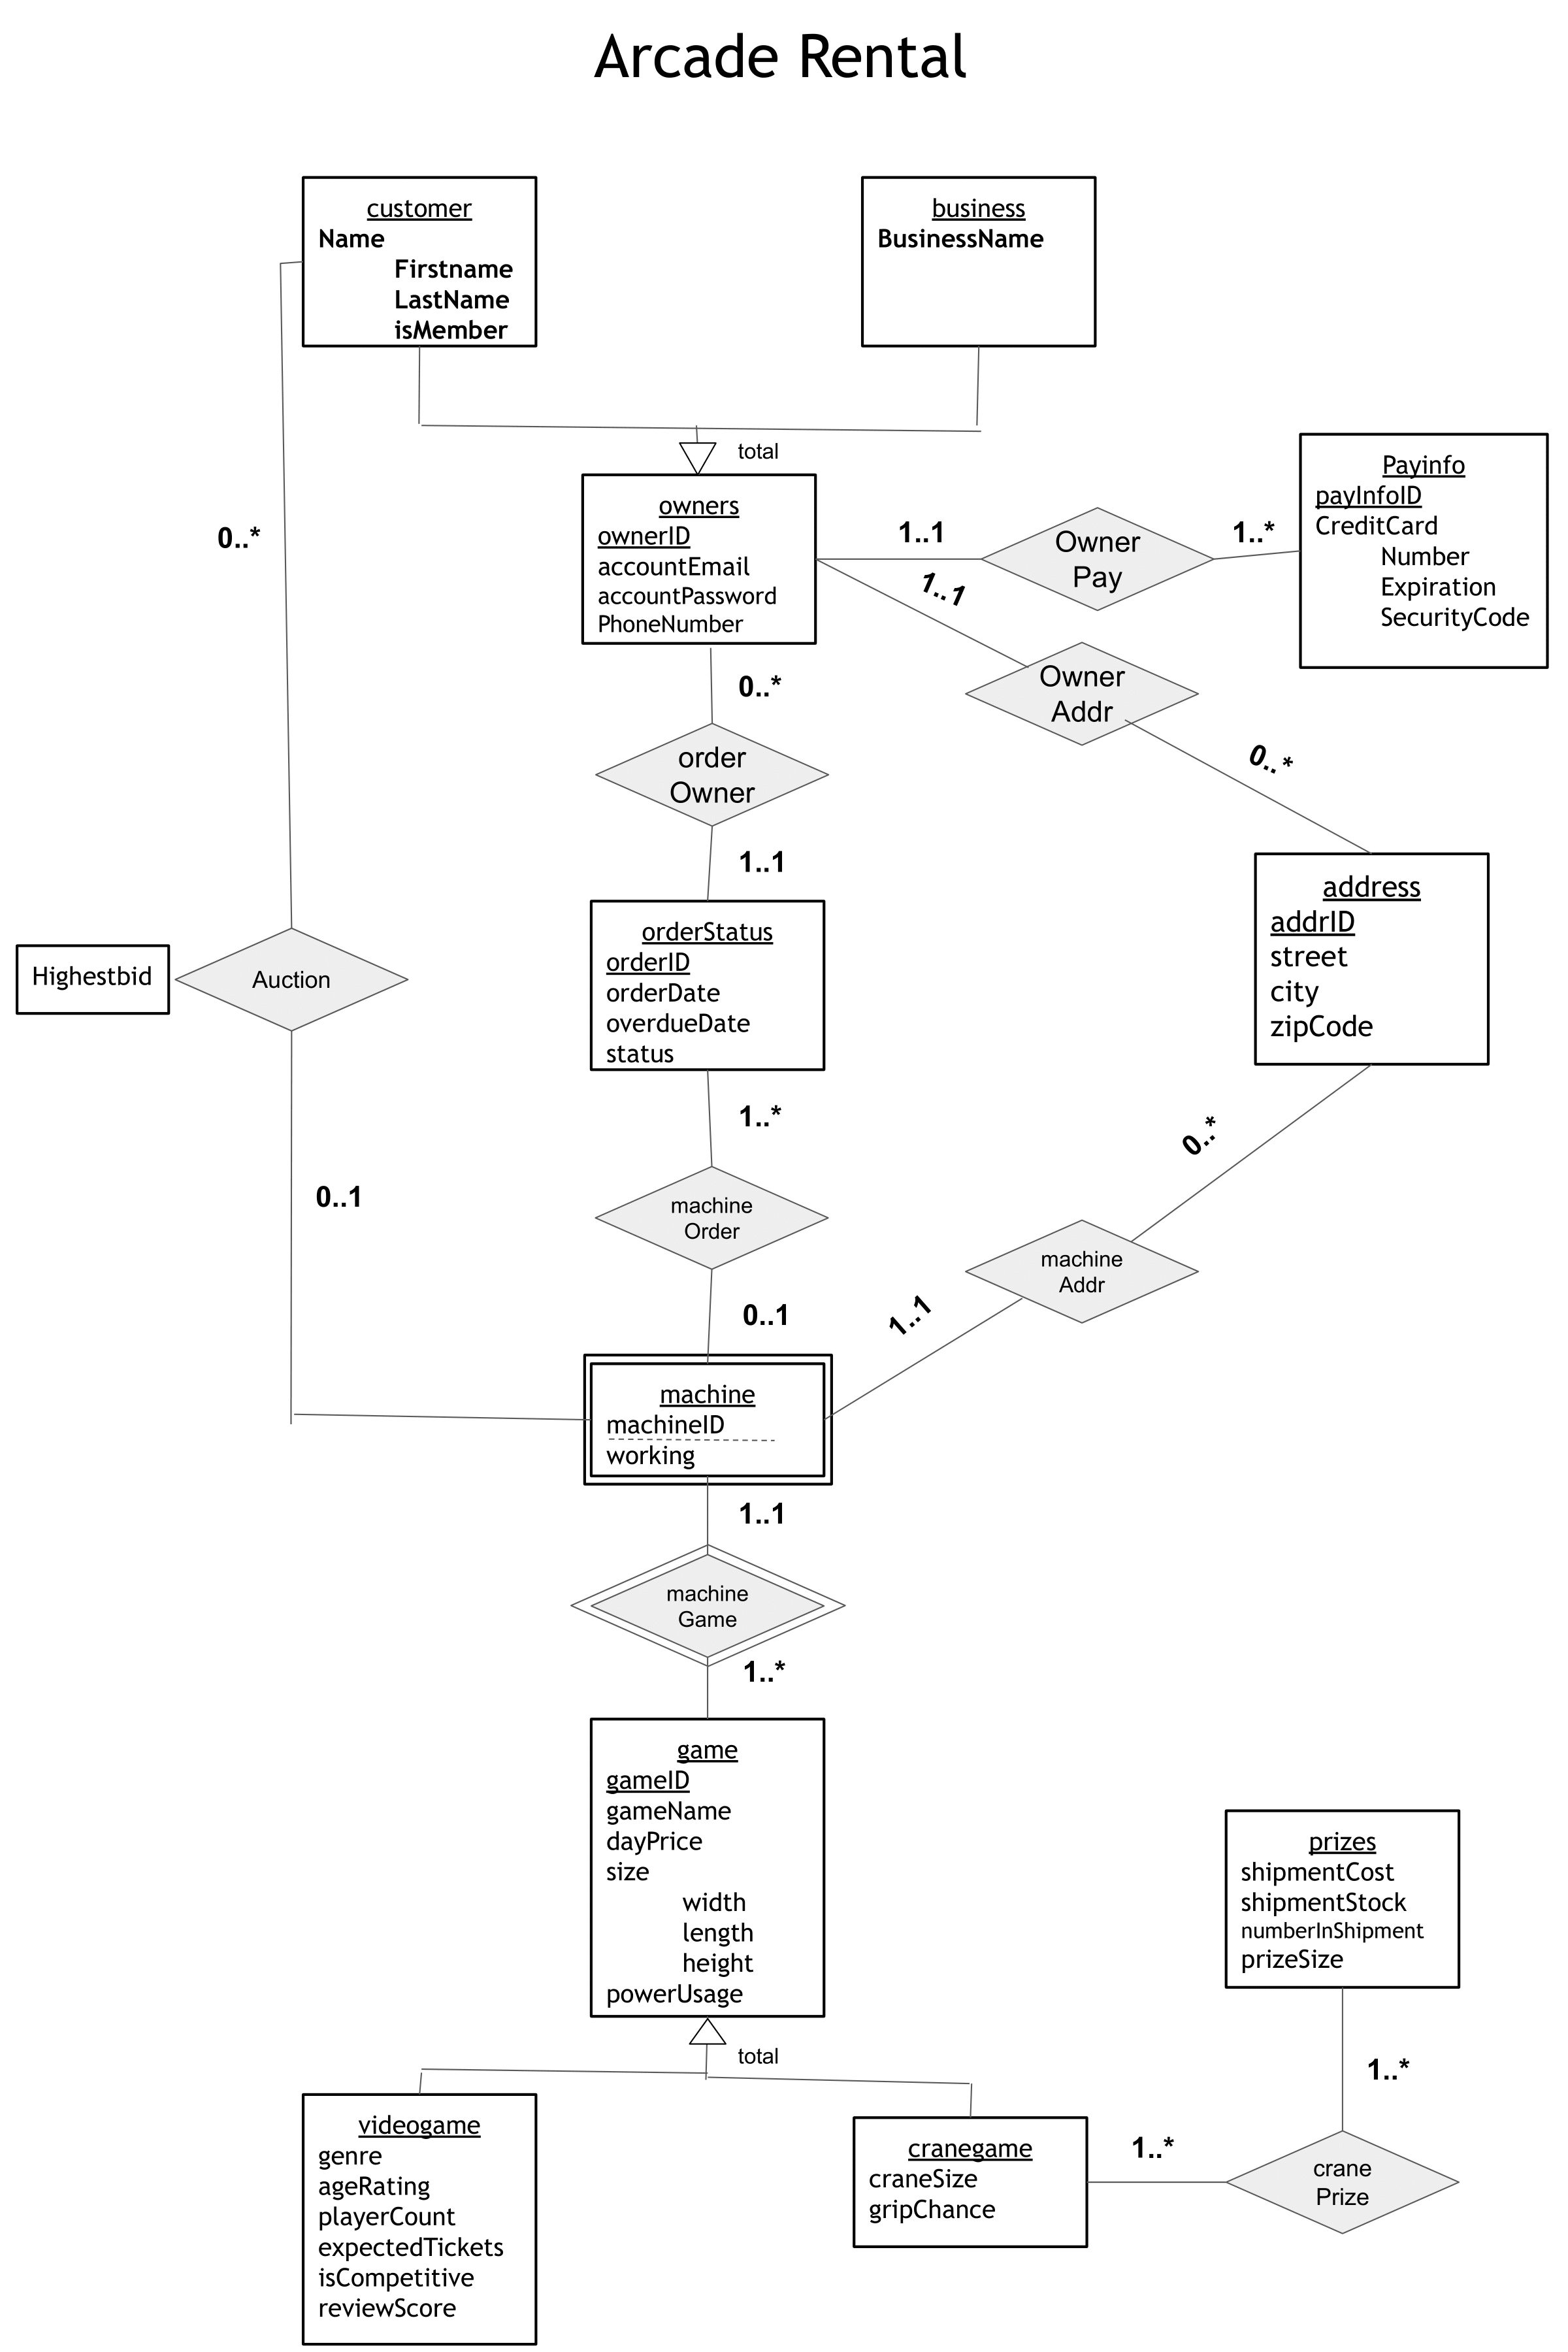 Arcade Rental
customer
Name
Firstname
LastName
isMember
business
BusinessName
total
owners
ownerID
accountEmail
accountPassword
PhoneNumber
1..1
Owner
Pay
1..*
Payinfo
payInfoID
CreditCard
Number
Expiration
SecurityCode
0..*
1..1
Owner
Addr
0..*
0..*
order
Owner
1..1
address
addrID
street
city
zipCode
Highestbid
Auction
orderStatus
orderID
orderDate
overdueDate
status
1..*
0..*
0..1
machine
Order
machine
Addr
0..1
1..1
machine
machineID
working
1..1
machine
Game
1..*
game
gameID
gameName
dayPrice
size
width
length
height
powerUsage
prizes
shipmentCost
shipmentStock
numberInShipment
prizeSize
total
1..*
videogame
genre
ageRating
playerCount
expectedTickets
isCompetitive
reviewScore
cranegame
craneSize
gripChance
1..*
crane
Prize